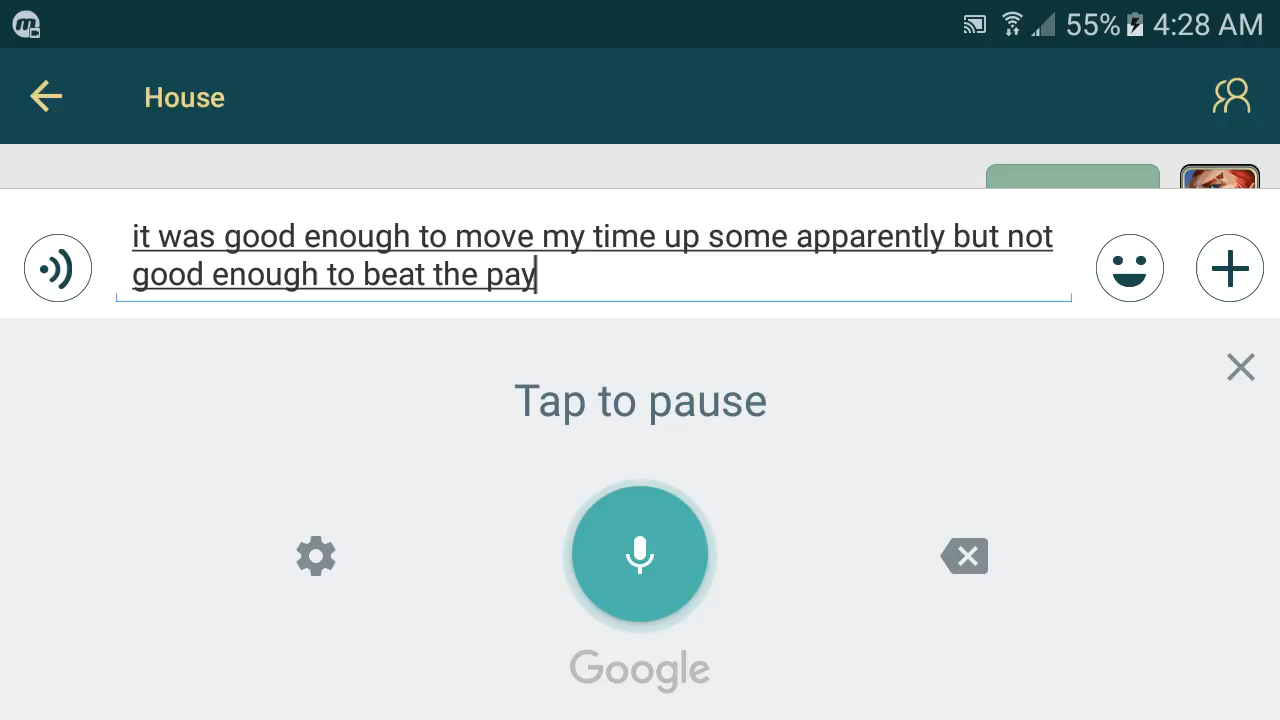 55% 4:28 AM
House
it was good enough to move my time up some apparently but not
good enough to beat the pay
Tap to pause
Google